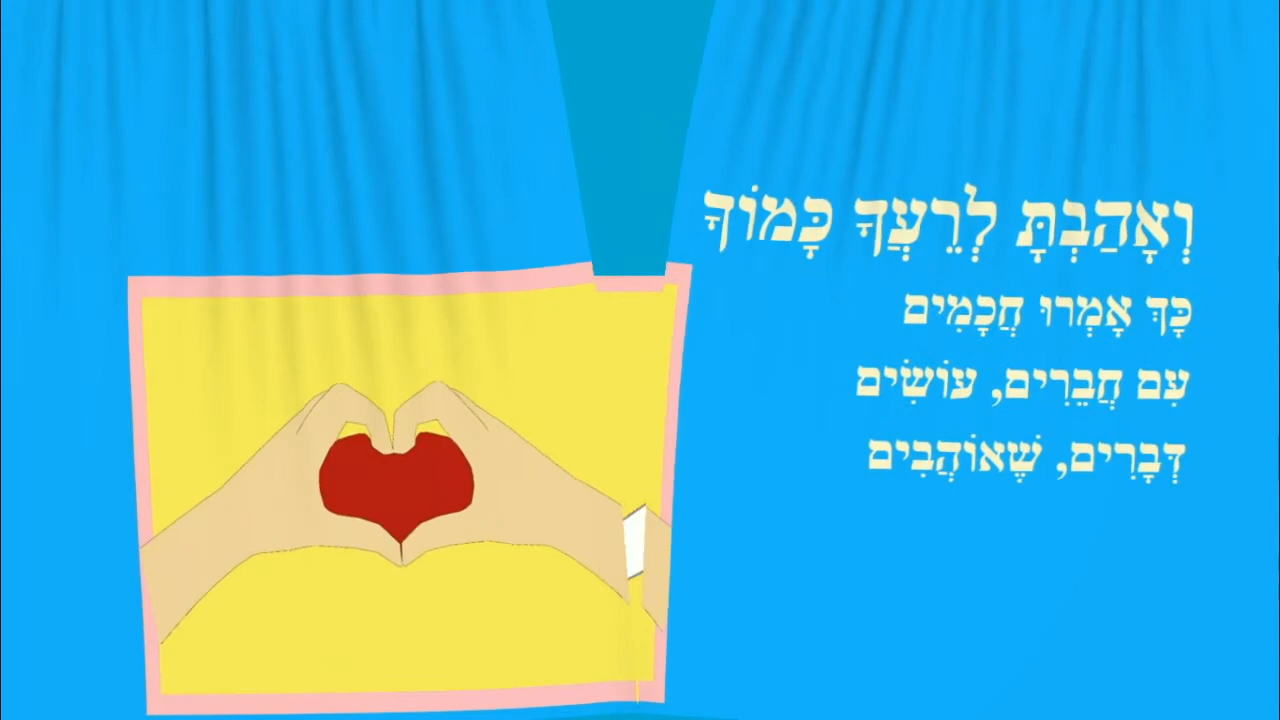 וְאָהַבְתָּ לְרֵעֲךָ כָּמוֹךָ
כָּךְ אָמְרוּ חֲכָמִים
עִם חֲבֵרִים, עוֹשִׂים
דְּבָרִים, שֶׁאוֹהֲבִים